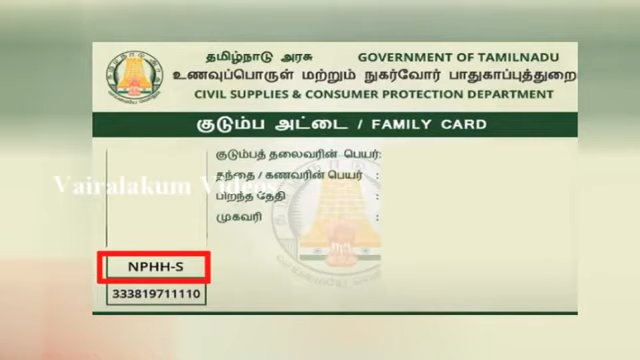 தமிழ்நாடு அரசு GOVERNMENT OF TAMILNADU
உணவுப்பொருள் மற்றும் நுகர்வோர் பாதுகாப்புத்துறை
CIVIL SUPPLIES & CONSUMER PROTECTION DEPARTMENT
குடும்ப அட்டை / FAMILY CARD
குடும்பத் தலைவரின் பெயர்:
தந்தை / கணவரின் பெயர் :
Vairalakum Videos
பிறந்த தேதி :
முகவரி :
NPHH-S
333819711110